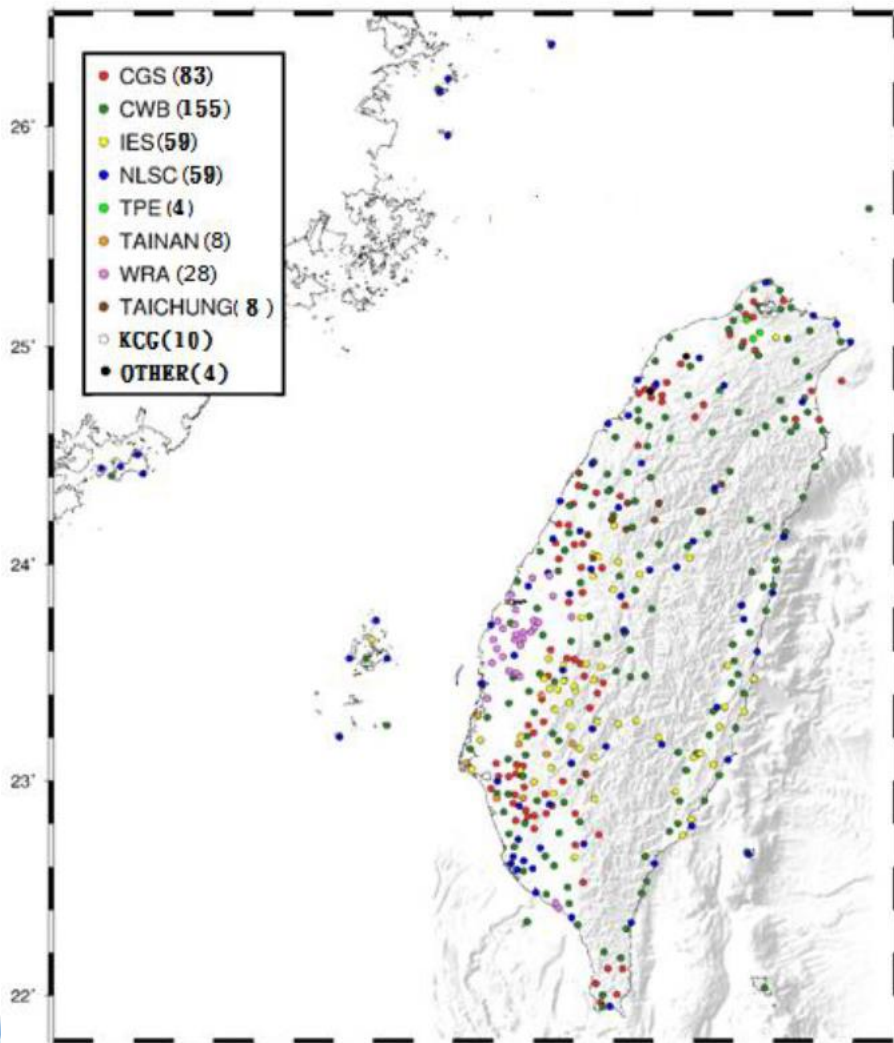 CGS (83)
CWB (155)
IES(59)
NLSC (59)
TPE (4)
TAINAN (8)
WRA (28)
TAICHUNG( 8 )
KCG(10)
OTHER(4)
26°
25°
24°
23°
22°